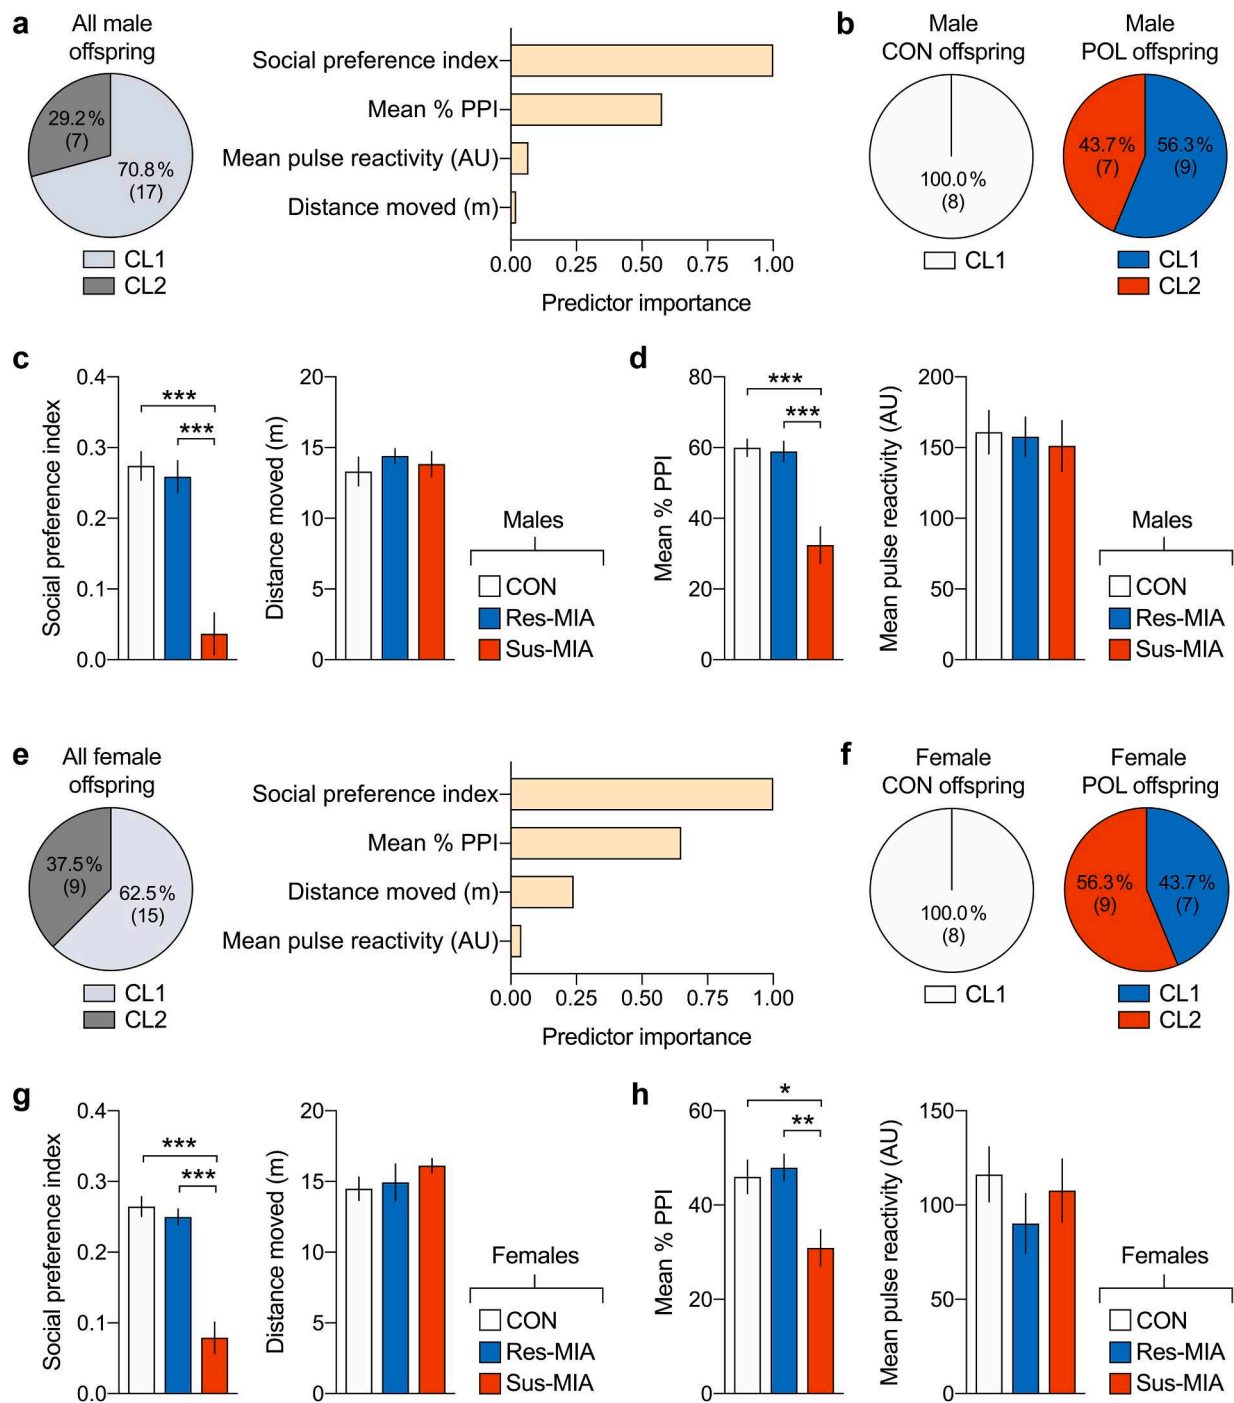 a
All male
offspring
29.2%
(7)
70.8%
(17)
CL1
CL2
Social preference index
Mean % PPI
Mean pulse reactivity (AU)
Distance moved (m)
0.00 0.25 0.50 0.75 1.00
Predictor importance
b
Male
CON offspring
100.0%
(8)
CL1
Male
POL offspring
43.7%
(7)
56.3%
(9)
CL1
CL2
c
Social preference index
0.4
0.3
0.2
0.1
0.0
***
***
Distance moved (m)
20
15
10
5
0
Males
CON
Res-MIA
Sus-MIA
d
Mean % PPI
80
60
40
20
0
***
***
Mean pulse reactivity (AU)
200
150
100
50
0
Males
CON
Res-MIA
Sus-MIA
e
All female
offspring
37.5%
(9)
62.5%
(15)
CL1
CL2
Social preference index
Mean % PPI
Distance moved (m)
Mean pulse reactivity (AU)
0.00 0.25 0.50 0.75 1.00
Predictor importance
f
Female
CON offspring
100.0%
(8)
CL1
Female
POL offspring
56.3%
(9)
43.7%
(7)
CL1
CL2
g
Social preference index
0.4
0.3
0.2
0.1
0.0
***
***
Distance moved (m)
20
15
10
5
0
Females
CON
Res-MIA
Sus-MIA
h
Mean % PPI
60
40
20
0
*
**
Mean pulse reactivity (AU)
150
100
50
0
Females
CON
Res-MIA
Sus-MIA